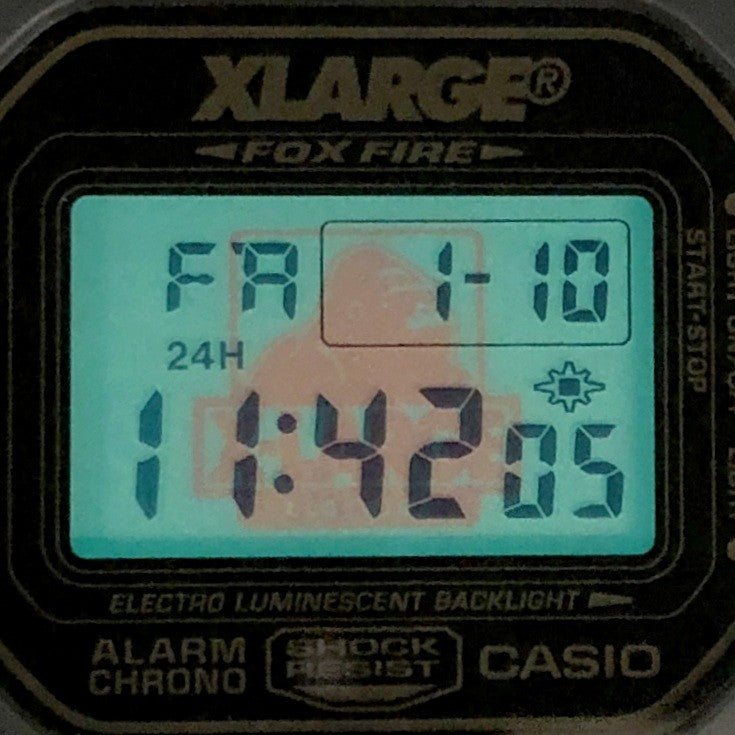 XLARGE®
FOX FIRE
FR 1-10
24H
11:42 05
START·STOP
ELECTRO LUMINESCENT BACKLIGHT
ALARM CHRONO
SHOCK RESIST
CASIO